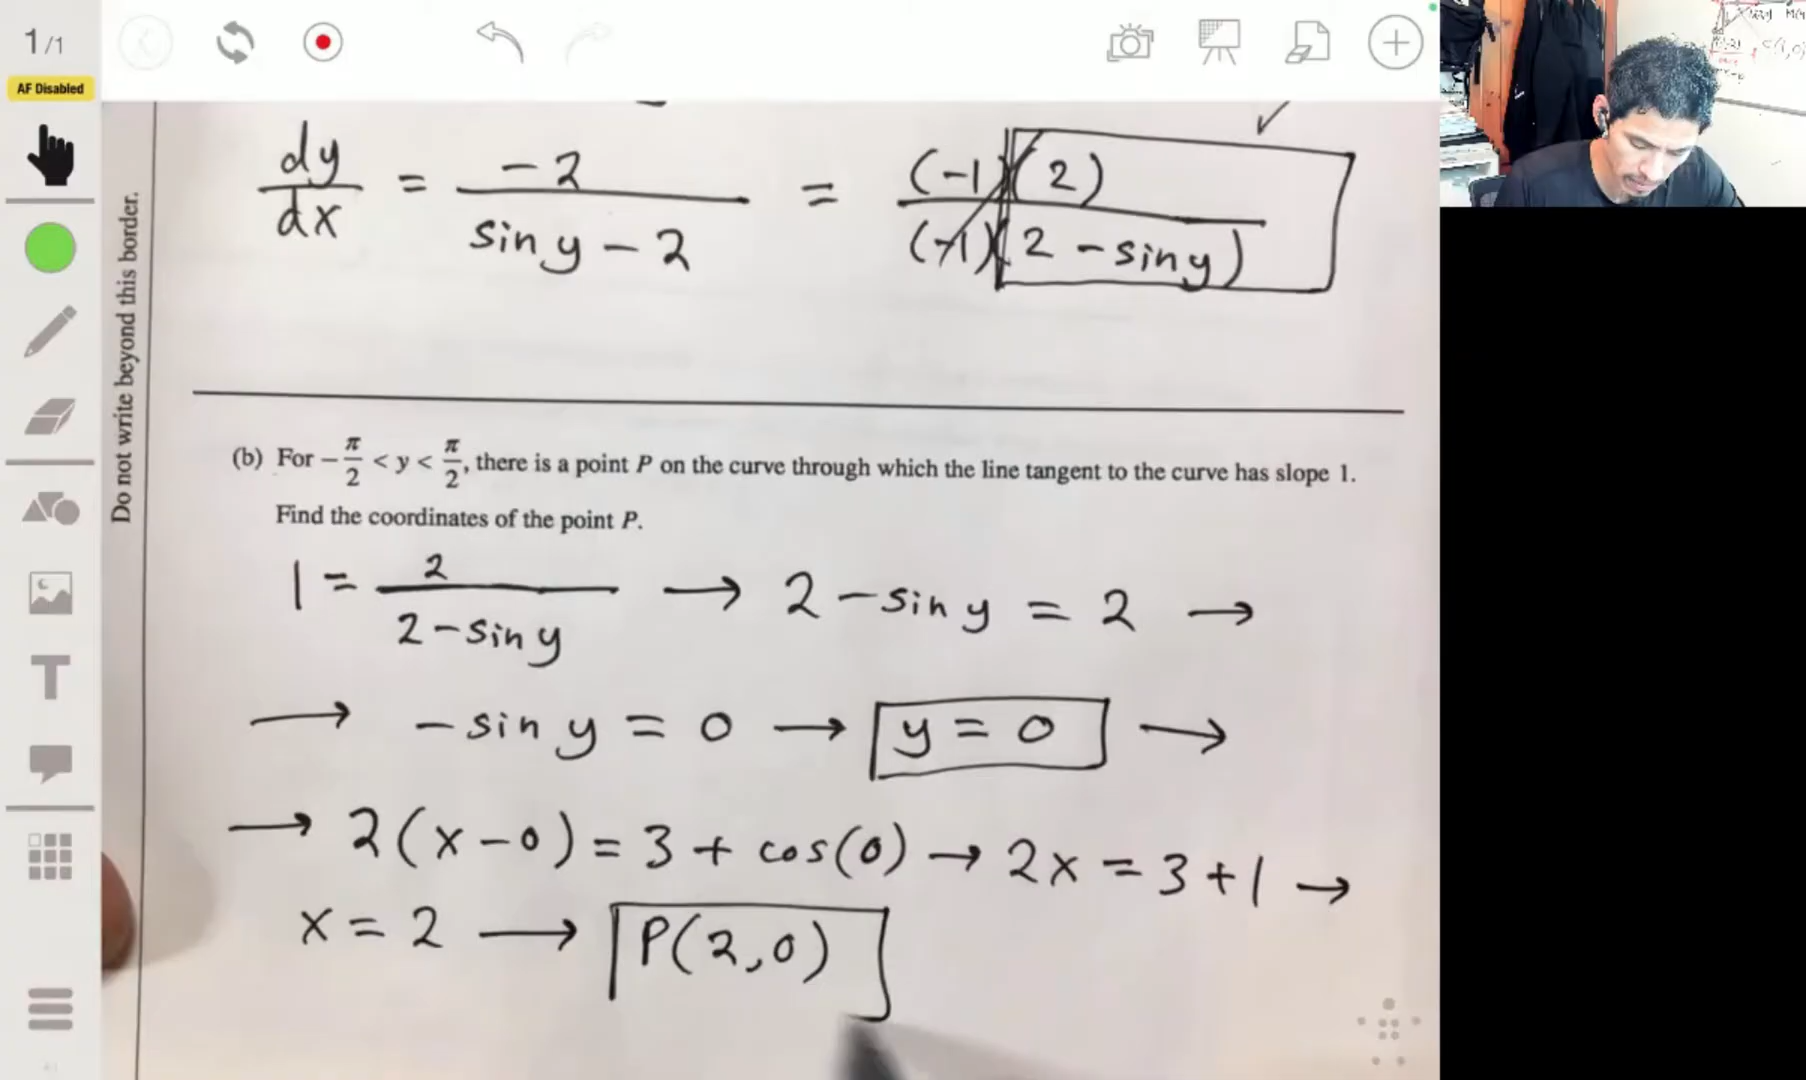 1/1
AF Disabled
Do not write beyond this border.
dy/dx = -2/(sin y - 2) = (-1)(2)/(-1)(2 - sin y)
(b) For -π/2 < y < π/2, there is a point P on the curve through which the line tangent to the curve has slope 1.
Find the coordinates of the point P.
1 = 2/(2 - sin y) → 2 - sin y = 2 →
→ - sin y = 0 → y = 0 →
→ 2(x - 0) = 3 + cos(0) → 2x = 3 + 1 →
x = 2 → P(2,0)
T